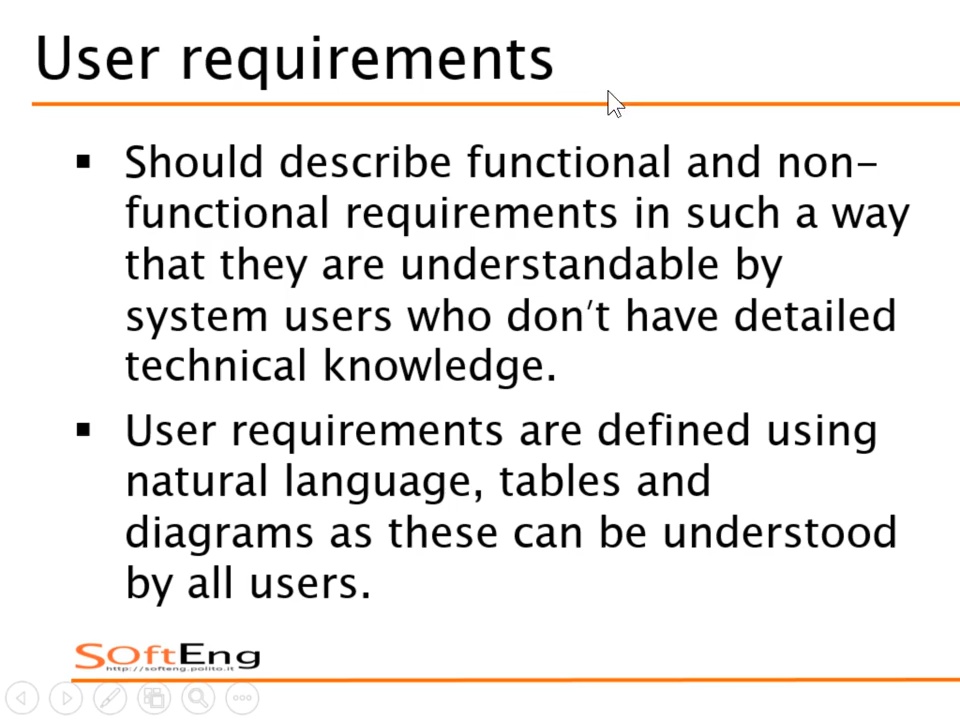 User requirements
▪ Should describe functional and non-
functional requirements in such a way
that they are understandable by
system users who don't have detailed
technical knowledge.
▪ User requirements are defined using
natural language, tables and
diagrams as these can be understood
by all users.
SOftEng
http://softeng.polito.it